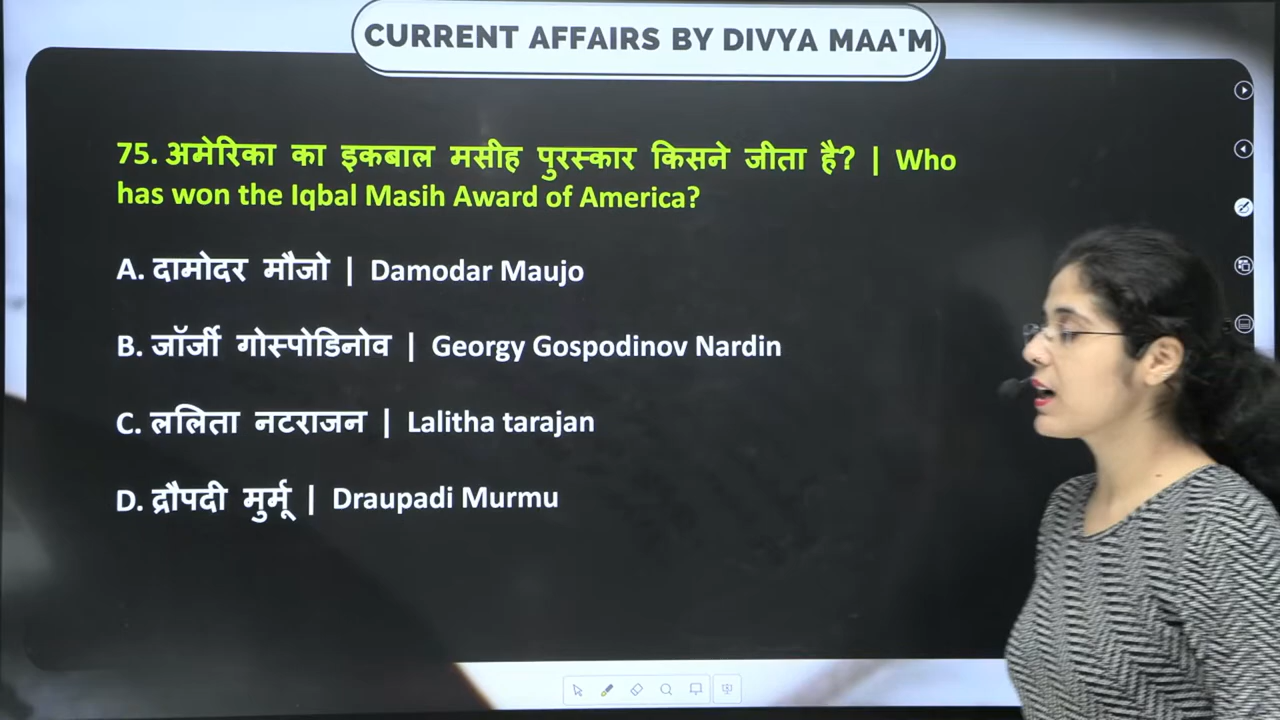 CURRENT AFFAIRS BY DIVYA MAA'M
75. अमेरिका का इकबाल मसीह पुरस्कार किसने जीता है? | Who
has won the Iqbal Masih Award of America?
A. दामोदर मौजो | Damodar Maujo
B. जॉर्जी गोस्पोडिनोव | Georgy Gospodinov Nardin
C. ललिता नटराजन | Lalitha tarajan
D. द्रौपदी मुर्मू | Draupadi Murmu